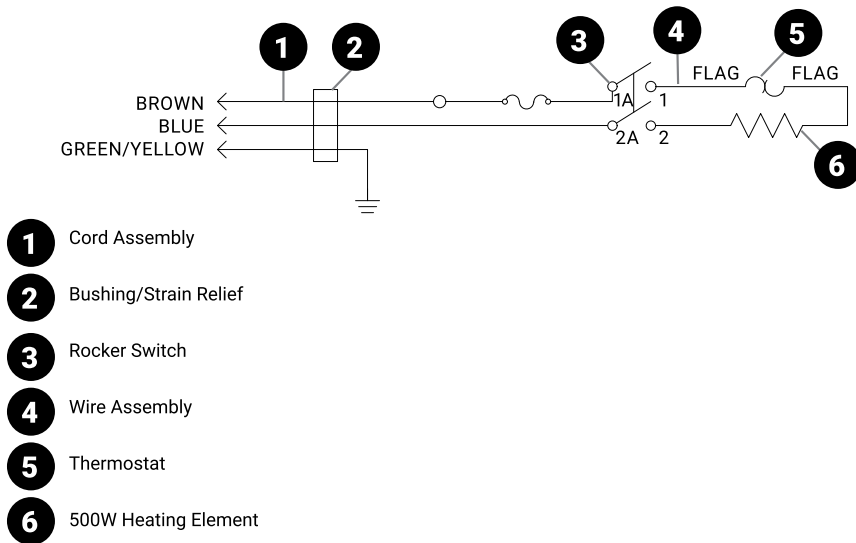 1 2 3 4 5
FLAG FLAG
BROWN 1A 1
BLUE
2A 2
GREEN/YELLOW
6
1 Cord Assembly
2 Bushing/Strain Relief
3 Rocker Switch
4 Wire Assembly
5 Thermostat
6 500W Heating Element